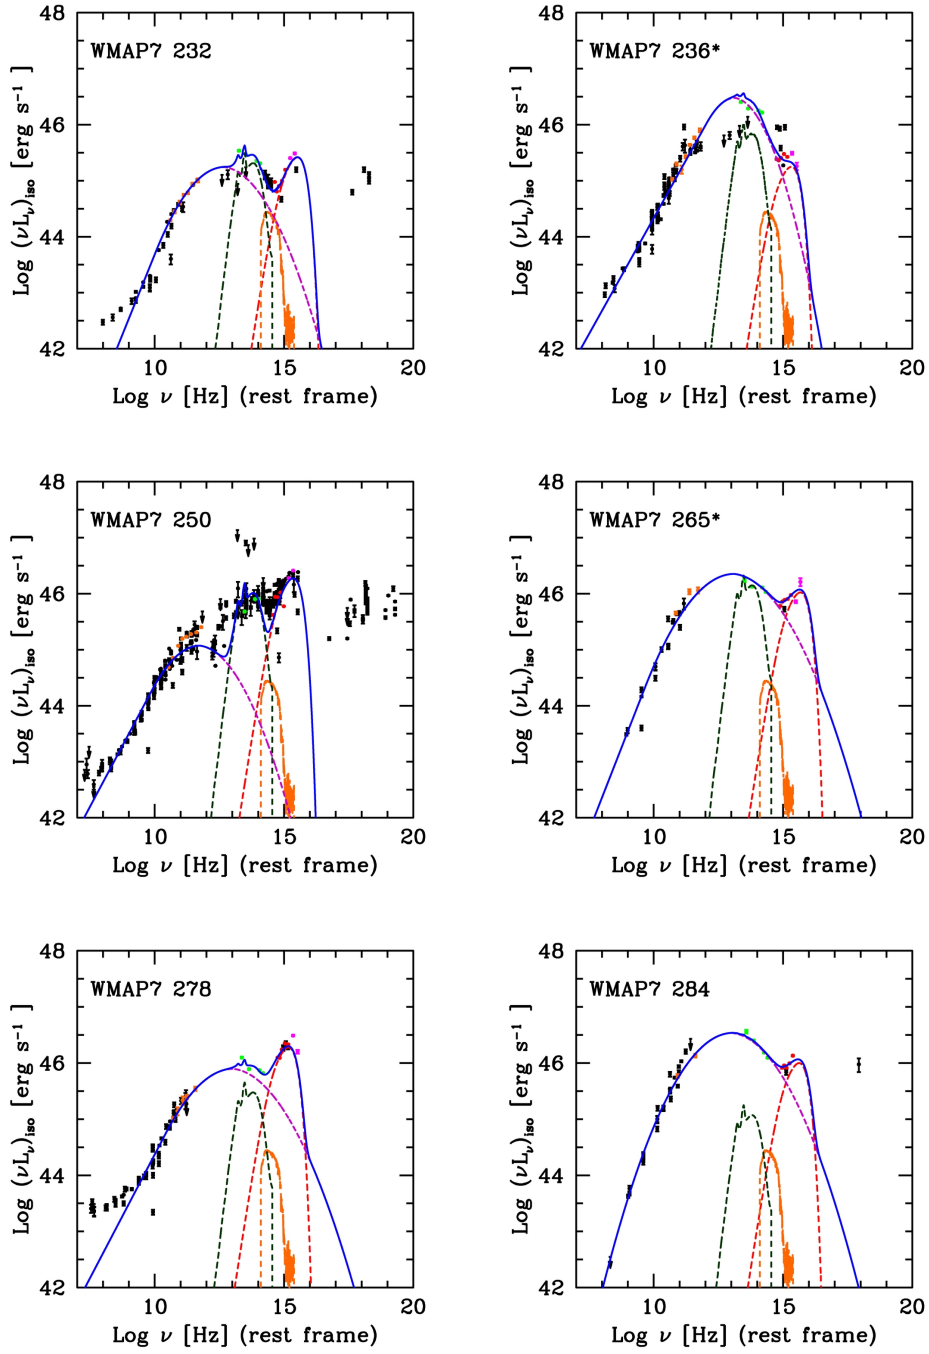 48
46
44
42
Log (νLν)iso [erg s⁻¹ ]
WMAP7 232
10
15
20
Log ν [Hz] (rest frame)
48
46
44
42
Log (νLν)iso [erg s⁻¹ ]
WMAP7 236*
10
15
20
Log ν [Hz] (rest frame)
48
46
44
42
Log (νLν)iso [erg s⁻¹ ]
WMAP7 250
10
15
20
Log ν [Hz] (rest frame)
48
46
44
42
Log (νLν)iso [erg s⁻¹ ]
WMAP7 265*
10
15
20
Log ν [Hz] (rest frame)
48
46
44
42
Log (νLν)iso [erg s⁻¹ ]
WMAP7 278
10
15
20
Log ν [Hz] (rest frame)
48
46
44
42
Log (νLν)iso [erg s⁻¹ ]
WMAP7 284
10
15
20
Log ν [Hz] (rest frame)